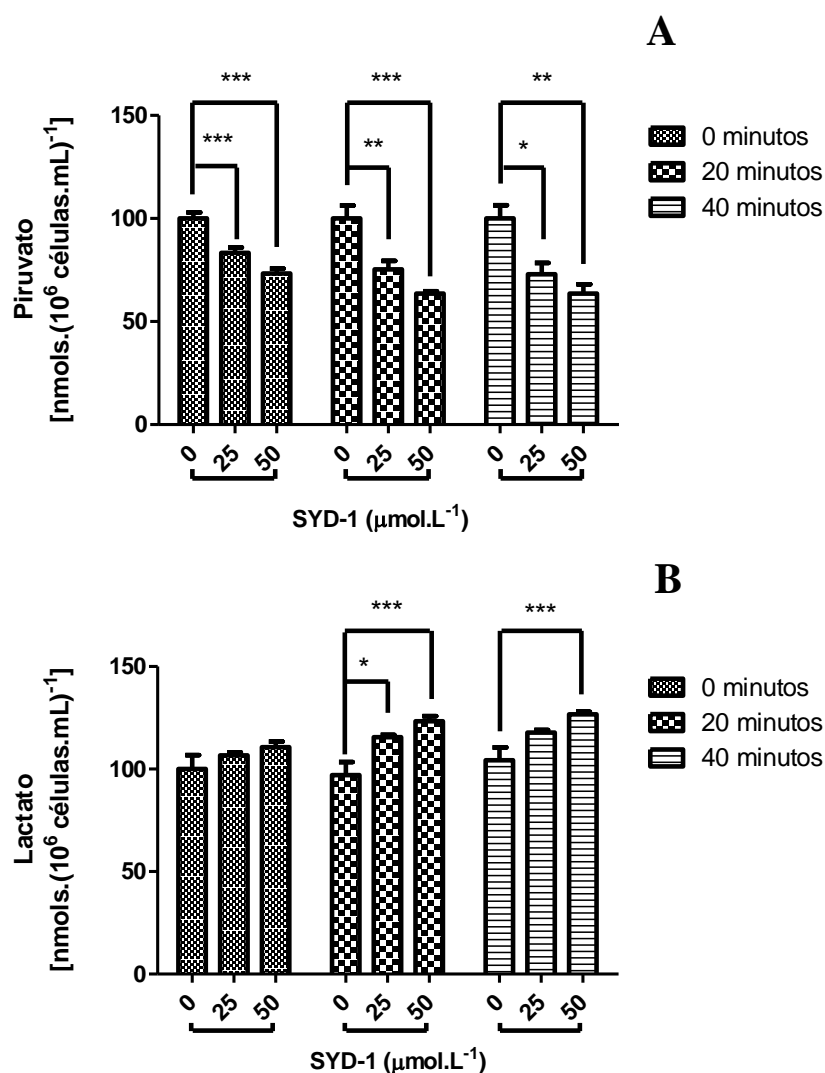 A
*** *** **
*** ** *
150
100
50
0
Piruvato
[nmols.(10⁶ células.mL)⁻¹]
0 minutos
20 minutos
40 minutos
0 25 50 0 25 50 0 25 50
SYD-1 (μmol.L⁻¹)
B
*** ***
*
150
100
50
0
Lactato
[nmols.(10⁶ células.mL)⁻¹]
0 minutos
20 minutos
40 minutos
0 25 50 0 25 50 0 25 50
SYD-1 (μmol.L⁻¹)